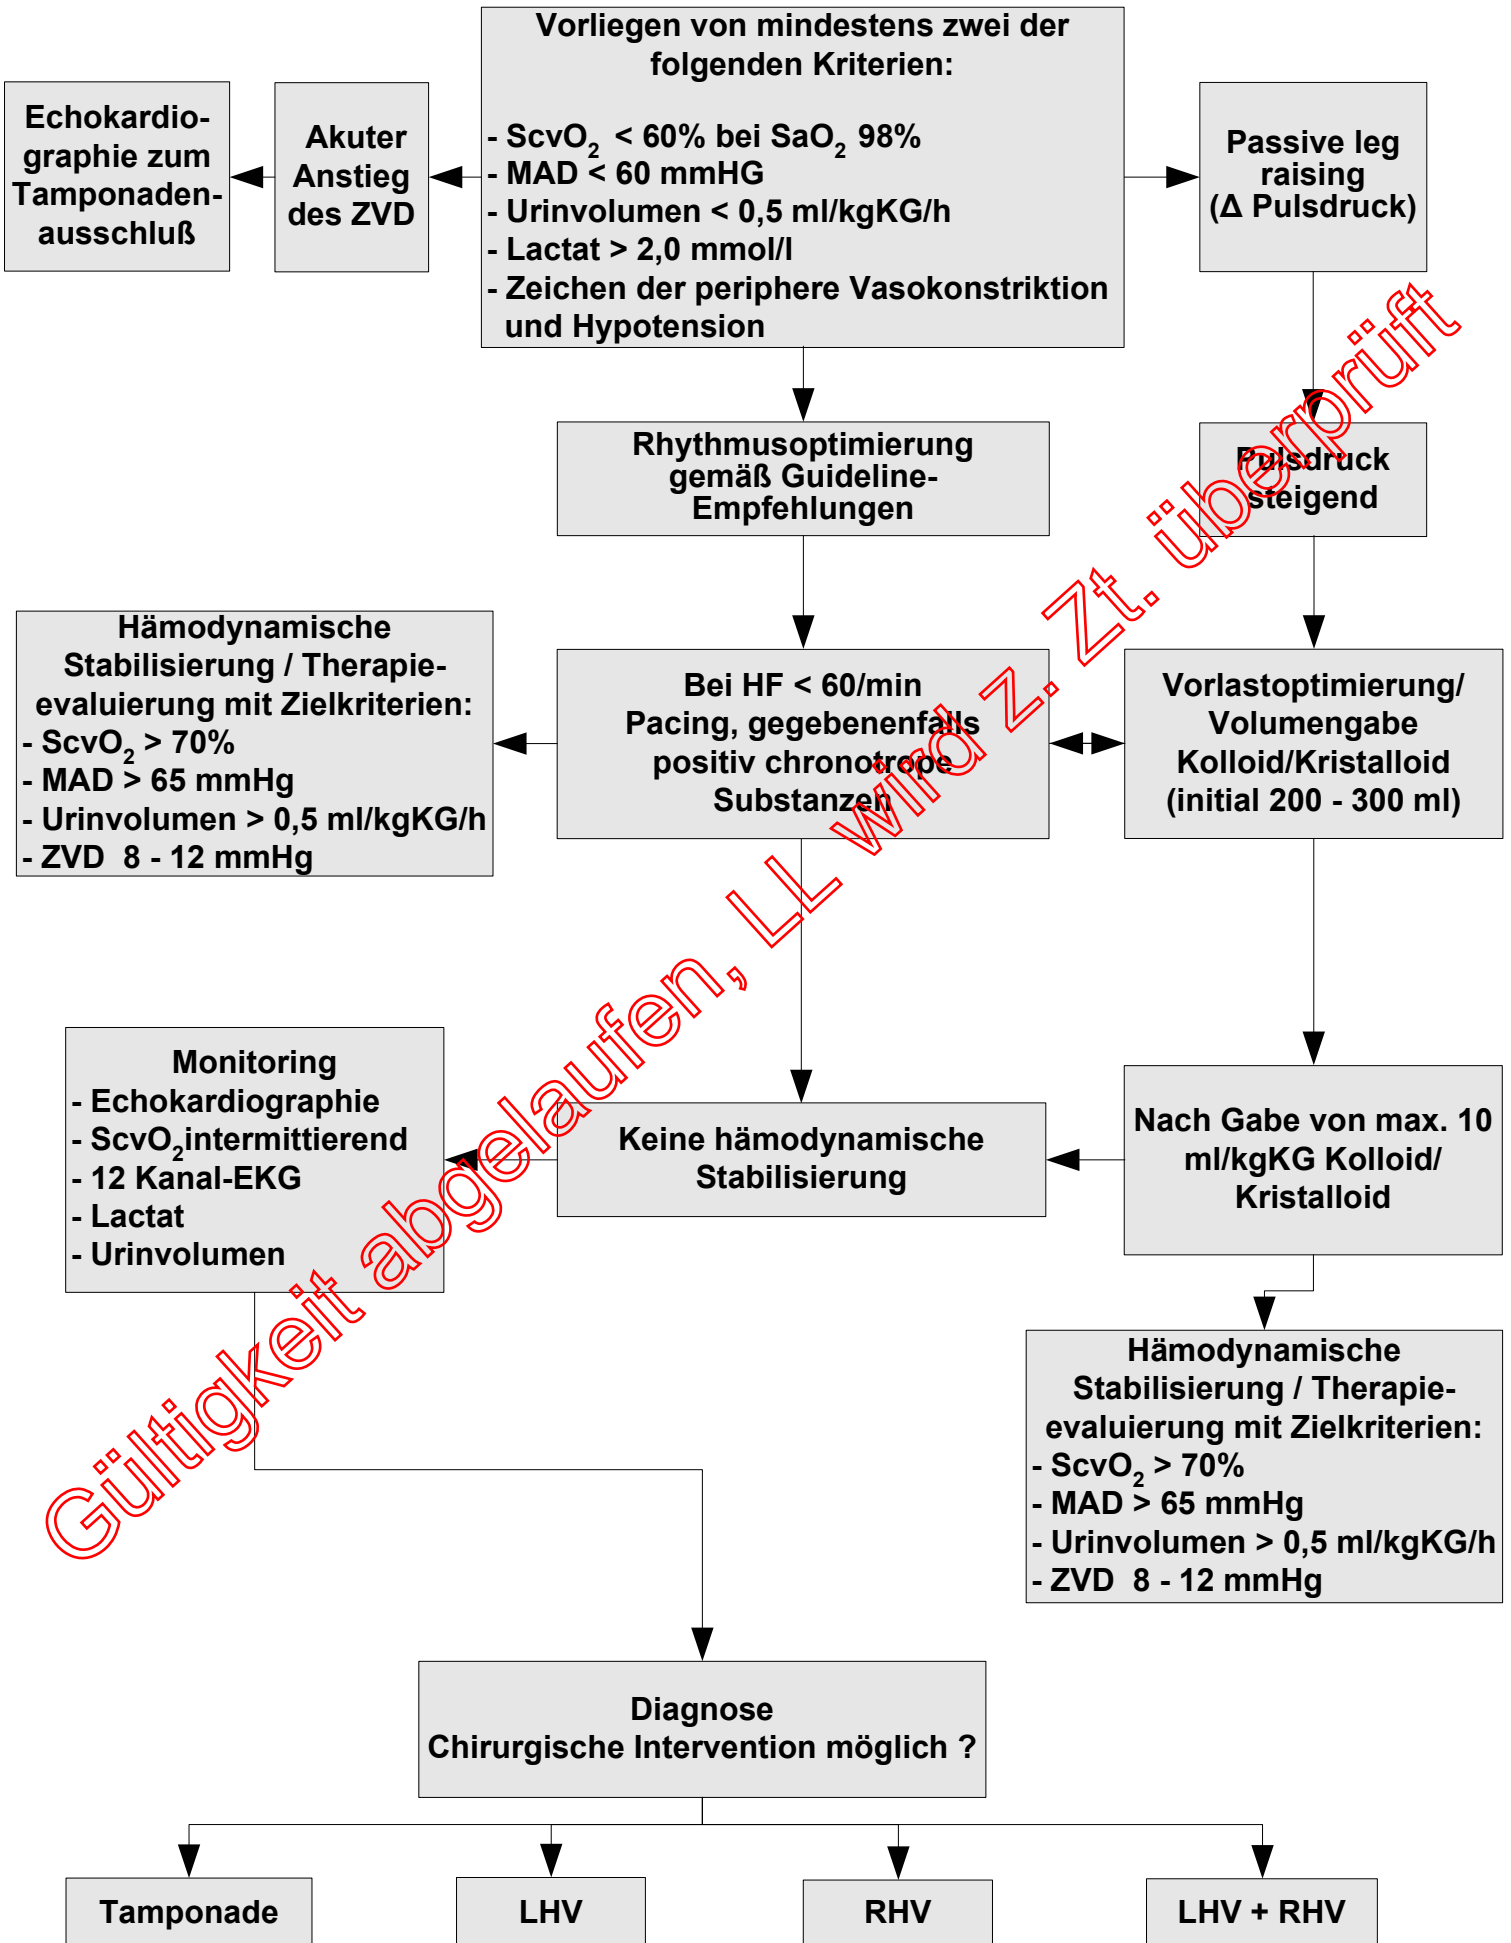 Vorliegen von mindestens zwei der
folgenden Kriterien:
- ScvO₂ < 60% bei SaO₂ 98%
- MAD < 60 mmHG
- Urinvolumen < 0,5 ml/kgKG/h
- Lactat > 2,0 mmol/l
- Zeichen der periphere Vasokonstriktion
und Hypotension
Echokardio-
graphie zum
Tamponaden-
ausschluß
Akuter
Anstieg
des ZVD
Passive leg
raising
(Δ Pulsdruck)
Rhythmusoptimierung
gemäß Guideline-
Empfehlungen
Pulsdruck
steigend
Hämodynamische
Stabilisierung / Therapie-
evaluierung mit Zielkriterien:
- ScvO₂ > 70%
- MAD > 65 mmHg
- Urinvolumen > 0,5 ml/kgKG/h
- ZVD  8 - 12 mmHg
Bei HF < 60/min
Pacing, gegebenenfalls
positiv chronotrope
Substanzen
Vorlastoptimierung/
Volumengabe
Kolloid/Kristalloid
(initial 200 - 300 ml)
Monitoring
- Echokardiographie
- ScvO₂intermittierend
- 12 Kanal-EKG
- Lactat
- Urinvolumen
Keine hämodynamische
Stabilisierung
Nach Gabe von max. 10
ml/kgKG Kolloid/
Kristalloid
Hämodynamische
Stabilisierung / Therapie-
evaluierung mit Zielkriterien:
- ScvO₂ > 70%
- MAD > 65 mmHg
- Urinvolumen > 0,5 ml/kgKG/h
- ZVD  8 - 12 mmHg
Diagnose
Chirurgische Intervention möglich ?
Tamponade
LHV
RHV
LHV + RHV
Gültigkeit abgelaufen, LL wird z. Zt. überprüft